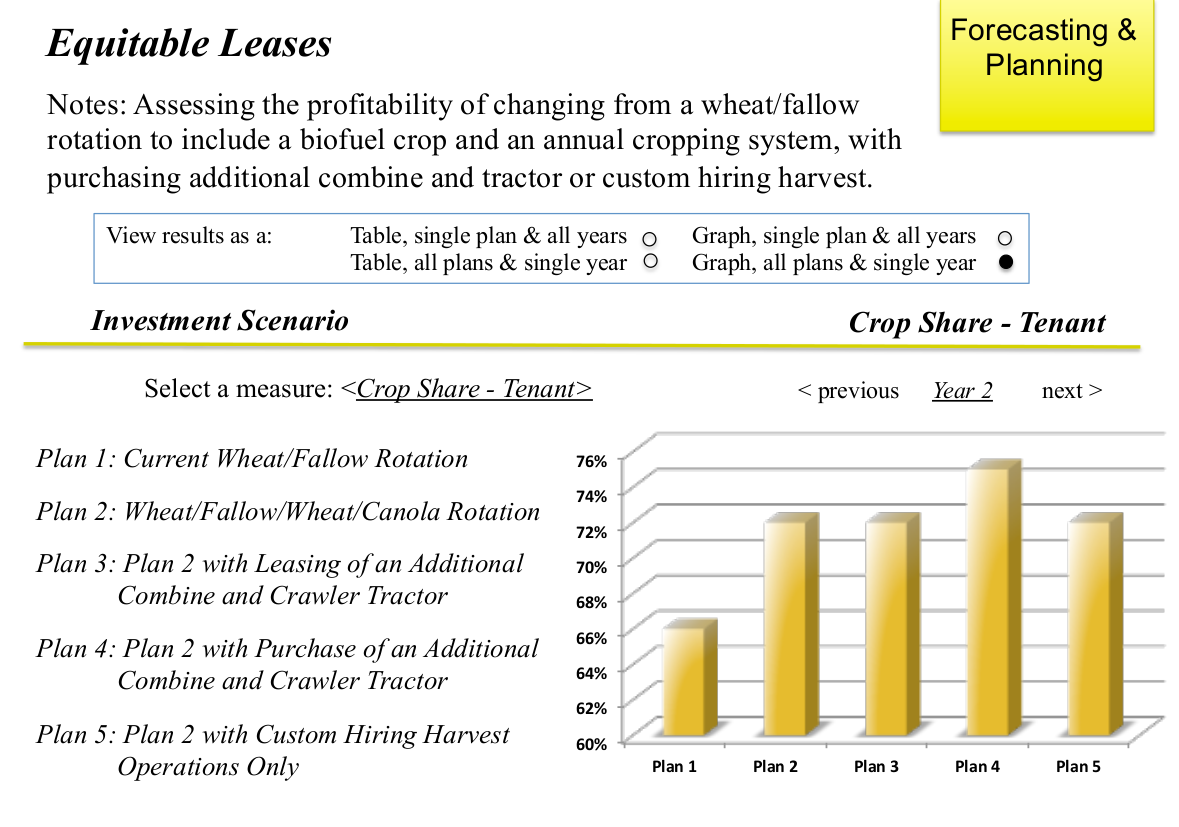 Equitable Leases
Forecasting &
Planning
Notes: Assessing the profitability of changing from a wheat/fallow
rotation to include a biofuel crop and an annual cropping system, with
purchasing additional combine and tractor or custom hiring harvest.
View results as a:
Table, single plan & all years
Graph, single plan & all years
Table, all plans & single year
Graph, all plans & single year
Investment Scenario
Crop Share - Tenant
Select a measure: <Crop Share - Tenant>
< previous
Year 2
next >
Plan 1: Current Wheat/Fallow Rotation
Plan 2: Wheat/Fallow/Wheat/Canola Rotation
Plan 3: Plan 2 with Leasing of an Additional
Combine and Crawler Tractor
Plan 4: Plan 2 with Purchase of an Additional
Combine and Crawler Tractor
Plan 5: Plan 2 with Custom Hiring Harvest
Operations Only
76%
74%
72%
70%
68%
66%
64%
62%
60%
Plan 1
Plan 2
Plan 3
Plan 4
Plan 5